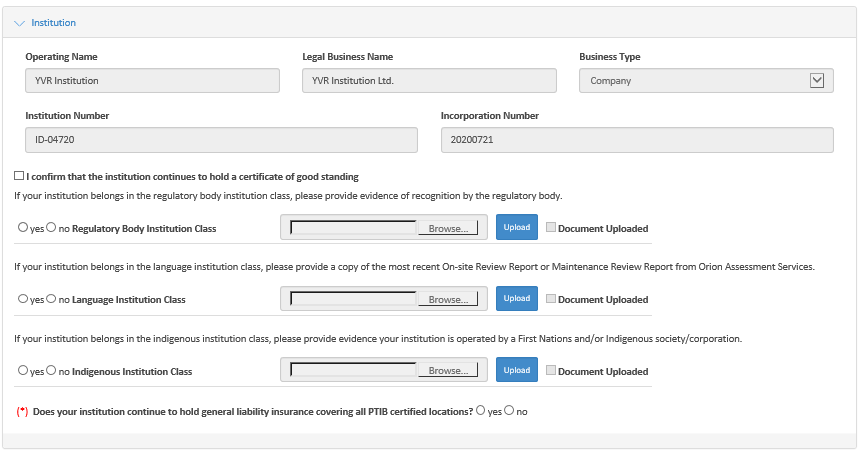 Institution
Operating Name Legal Business Name Business Type
YVR Institution YVR Institution Ltd. Company
Institution Number Incorporation Number
ID-04720 20200721
I confirm that the institution continues to hold a certificate of good standing
If your institution belongs in the regulatory body institution class, please provide evidence of recognition by the regulatory body.
yes no Regulatory Body Institution Class Browse... Upload Document Uploaded
If your institution belongs in the language institution class, please provide a copy of the most recent On-site Review Report or Maintenance Review Report from Orion Assessment Services.
yes no Language Institution Class Browse... Upload Document Uploaded
If your institution belongs in the indigenous institution class, please provide evidence your institution is operated by a First Nations and/or Indigenous society/corporation.
yes no Indigenous Institution Class Browse... Upload Document Uploaded
(*) Does your institution continue to hold general liability insurance covering all PTIB certified locations? yes no